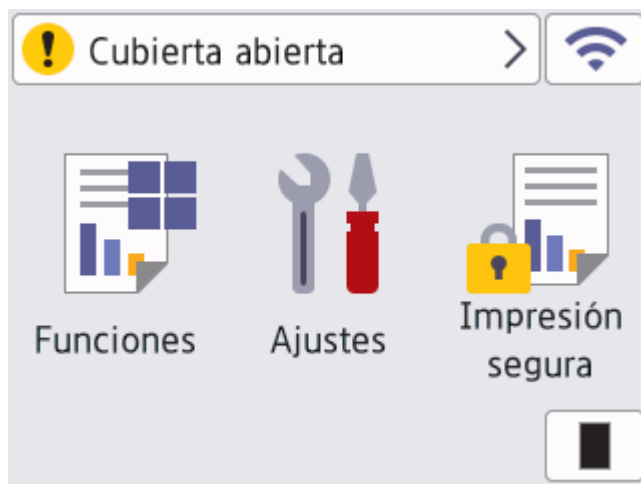 Cubierta abierta
Funciones
Ajustes
Impresión
segura